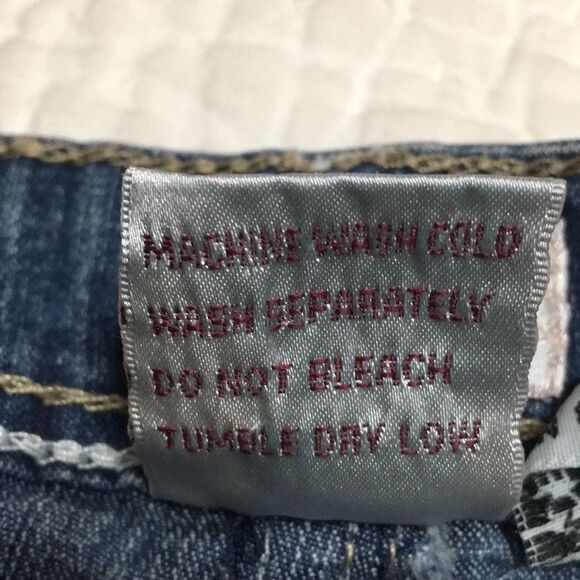 MACHINE WASH COLD
WASH SEPARATELY
DO NOT BLEACH
TUMBLE DRY LOW